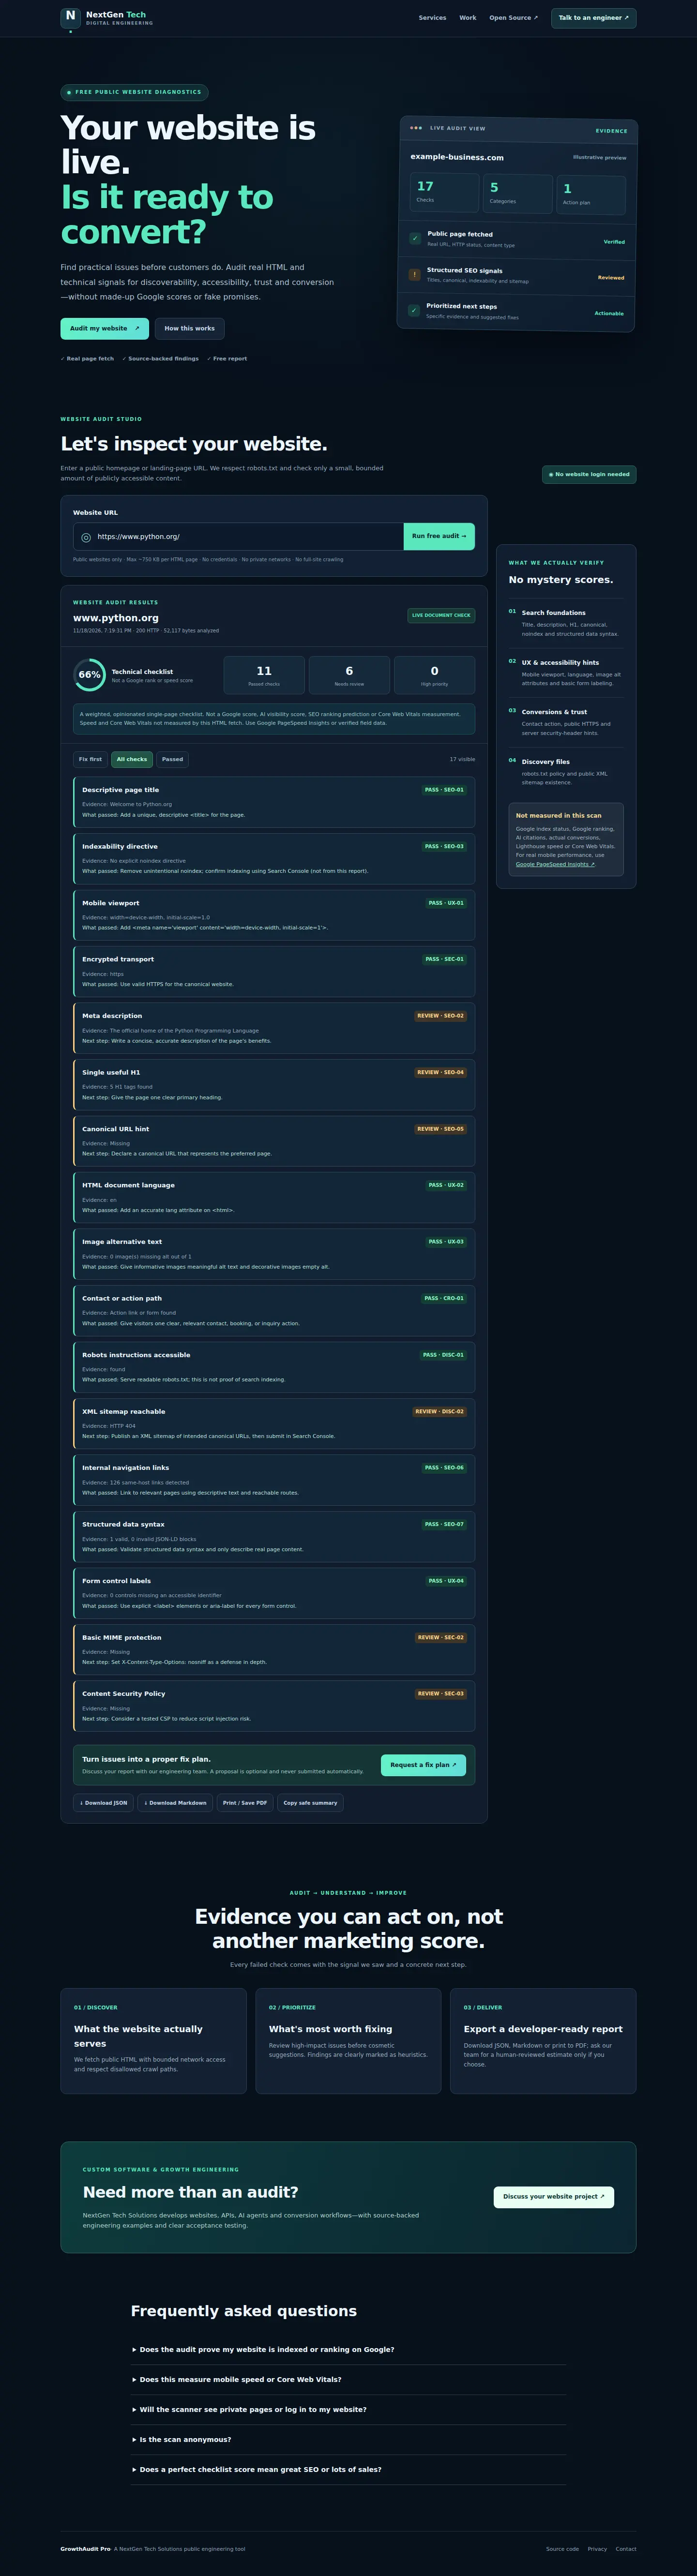 N
NextGen Tech
DIGITAL ENGINEERING
Services
Work
Open Source ↗
Talk to an engineer ↗
FREE PUBLIC WEBSITE DIAGNOSTICS
Your website is
live.
Is it ready to
convert?
Find practical issues before customers do. Audit real HTML and
technical signals for discoverability, accessibility, trust and conversion
—without made-up Google scores or fake promises.
Audit my website ↗
How this works
✓ Real page fetch ✓ Source-backed findings ✓ Free report
LIVE AUDIT VIEW
EVIDENCE
example-business.com
Illustrative preview
17
Checks
5
Categories
1
Action plan
✓
Public page fetched
Real URL, HTTP status, content type
Verified
!
Structured SEO signals
Titles, canonical, indexability and sitemap
Reviewed
✓
Prioritized next steps
Specific evidence and suggested fixes
Actionable
WEBSITE AUDIT STUDIO
Let's inspect your website.
Enter a public homepage or landing-page URL. We respect robots.txt and check only a small, bounded
amount of publicly accessible content.
◉ No website login needed
Website URL
◎ https://www.python.org/
Run free audit →
Public websites only · Max ~750 KB per HTML page · No credentials · No private networks · No full-site crawling
WEBSITE AUDIT RESULTS
www.python.org
11/18/2026, 7:19:31 PM · 200 HTTP · 52,117 bytes analyzed
LIVE DOCUMENT CHECK
66%
Technical checklist
Not a Google rank or speed score
11
Passed checks
6
Needs review
0
High priority
A weighted, opinionated single-page checklist. Not a Google score, AI visibility score, SEO ranking prediction or Core Web Vitals measurement.
Speed and Core Web Vitals not measured by this HTML fetch. Use Google PageSpeed Insights or verified field data.
Fix first
All checks
Passed
17 visible
Descriptive page title
PASS · SEO-01
Evidence: Welcome to Python.org
What passed: Add a unique, descriptive <title> for the page.
Indexability directive
PASS · SEO-03
Evidence: No explicit noindex directive
What passed: Remove unintentional noindex; confirm indexing using Search Console (not from this report).
Mobile viewport
PASS · UX-01
Evidence: width=device-width, initial-scale=1.0
What passed: Add <meta name='viewport' content='width=device-width, initial-scale=1'>.
Encrypted transport
PASS · SEC-01
Evidence: https
What passed: Use valid HTTPS for the canonical website.
Meta description
REVIEW · SEO-02
Evidence: The official home of the Python Programming Language
Next step: Write a concise, accurate description of the page's benefits.
Single useful H1
REVIEW · SEO-04
Evidence: 5 H1 tags found
Next step: Give the page one clear primary heading.
Canonical URL hint
REVIEW · SEO-05
Evidence: Missing
Next step: Declare a canonical URL that represents the preferred page.
HTML document language
PASS · UX-02
Evidence: en
What passed: Add an accurate lang attribute on <html>.
Image alternative text
PASS · UX-03
Evidence: 0 image(s) missing alt out of 1
What passed: Give informative images meaningful alt text and decorative images empty alt.
Contact or action path
PASS · CRO-01
Evidence: Action link or form found
What passed: Give visitors one clear, relevant contact, booking, or inquiry action.
Robots instructions accessible
PASS · DISC-01
Evidence: found
What passed: Serve readable robots.txt; this is not proof of search indexing.
XML sitemap reachable
REVIEW · DISC-02
Evidence: HTTP 404
Next step: Publish an XML sitemap of intended canonical URLs, then submit in Search Console.
Internal navigation links
PASS · SEO-06
Evidence: 126 same-host links detected
What passed: Link to relevant pages using descriptive text and reachable routes.
Structured data syntax
PASS · SEO-07
Evidence: 1 valid, 0 invalid JSON-LD blocks
What passed: Validate structured data syntax and only describe real page content.
Form control labels
PASS · UX-04
Evidence: 0 controls missing an accessible identifier
What passed: Use explicit <label> elements or aria-label for every form control.
Basic MIME protection
REVIEW · SEC-02
Evidence: Missing
Next step: Set X-Content-Type-Options: nosniff as a defense in depth.
Content Security Policy
REVIEW · SEC-03
Evidence: Missing
Next step: Consider a tested CSP to reduce script injection risk.
Turn issues into a proper fix plan.
Discuss your report with our engineering team. A proposal is optional and never submitted automatically.
Request a fix plan ↗
↓ Download JSON
↓ Download Markdown
Print / Save PDF
Copy safe summary
WHAT WE ACTUALLY VERIFY
No mystery scores.
01 Search foundations
Title, description, H1, canonical,
noindex and structured data syntax.
02 UX & accessibility hints
Mobile viewport, language, image alt
attributes and basic form labeling.
03 Conversions & trust
Contact action, public HTTPS and
server security-header hints.
04 Discovery files
robots.txt policy and public XML
sitemap existence.
Not measured in this scan
Google index status, Google ranking,
AI citations, actual conversions,
Lighthouse speed or Core Web Vitals.
For real mobile performance, use
Google PageSpeed Insights ↗.
AUDIT → UNDERSTAND → IMPROVE
Evidence you can act on, not
another marketing score.
Every failed check comes with the signal we saw and a concrete next step.
01 / DISCOVER
What the website actually
serves
We fetch public HTML with bounded network access
and respect disallowed crawl paths.
02 / PRIORITIZE
What's most worth fixing
Review high-impact issues before cosmetic
suggestions. Findings are clearly marked as heuristics.
03 / DELIVER
Export a developer-ready report
Download JSON, Markdown or print to PDF; ask our
team for a human-reviewed estimate only if you
choose.
CUSTOM SOFTWARE & GROWTH ENGINEERING
Need more than an audit?
NextGen Tech Solutions develops websites, APIs, AI agents and conversion workflows—with source-backed
engineering examples and clear acceptance testing.
Discuss your website project ↗
Frequently asked questions
▶ Does the audit prove my website is indexed or ranking on Google?
▶ Does this measure mobile speed or Core Web Vitals?
▶ Will the scanner see private pages or log in to my website?
▶ Is the scan anonymous?
▶ Does a perfect checklist score mean great SEO or lots of sales?
GrowthAudit Pro · A NextGen Tech Solutions public engineering tool
Source code
Privacy
Contact